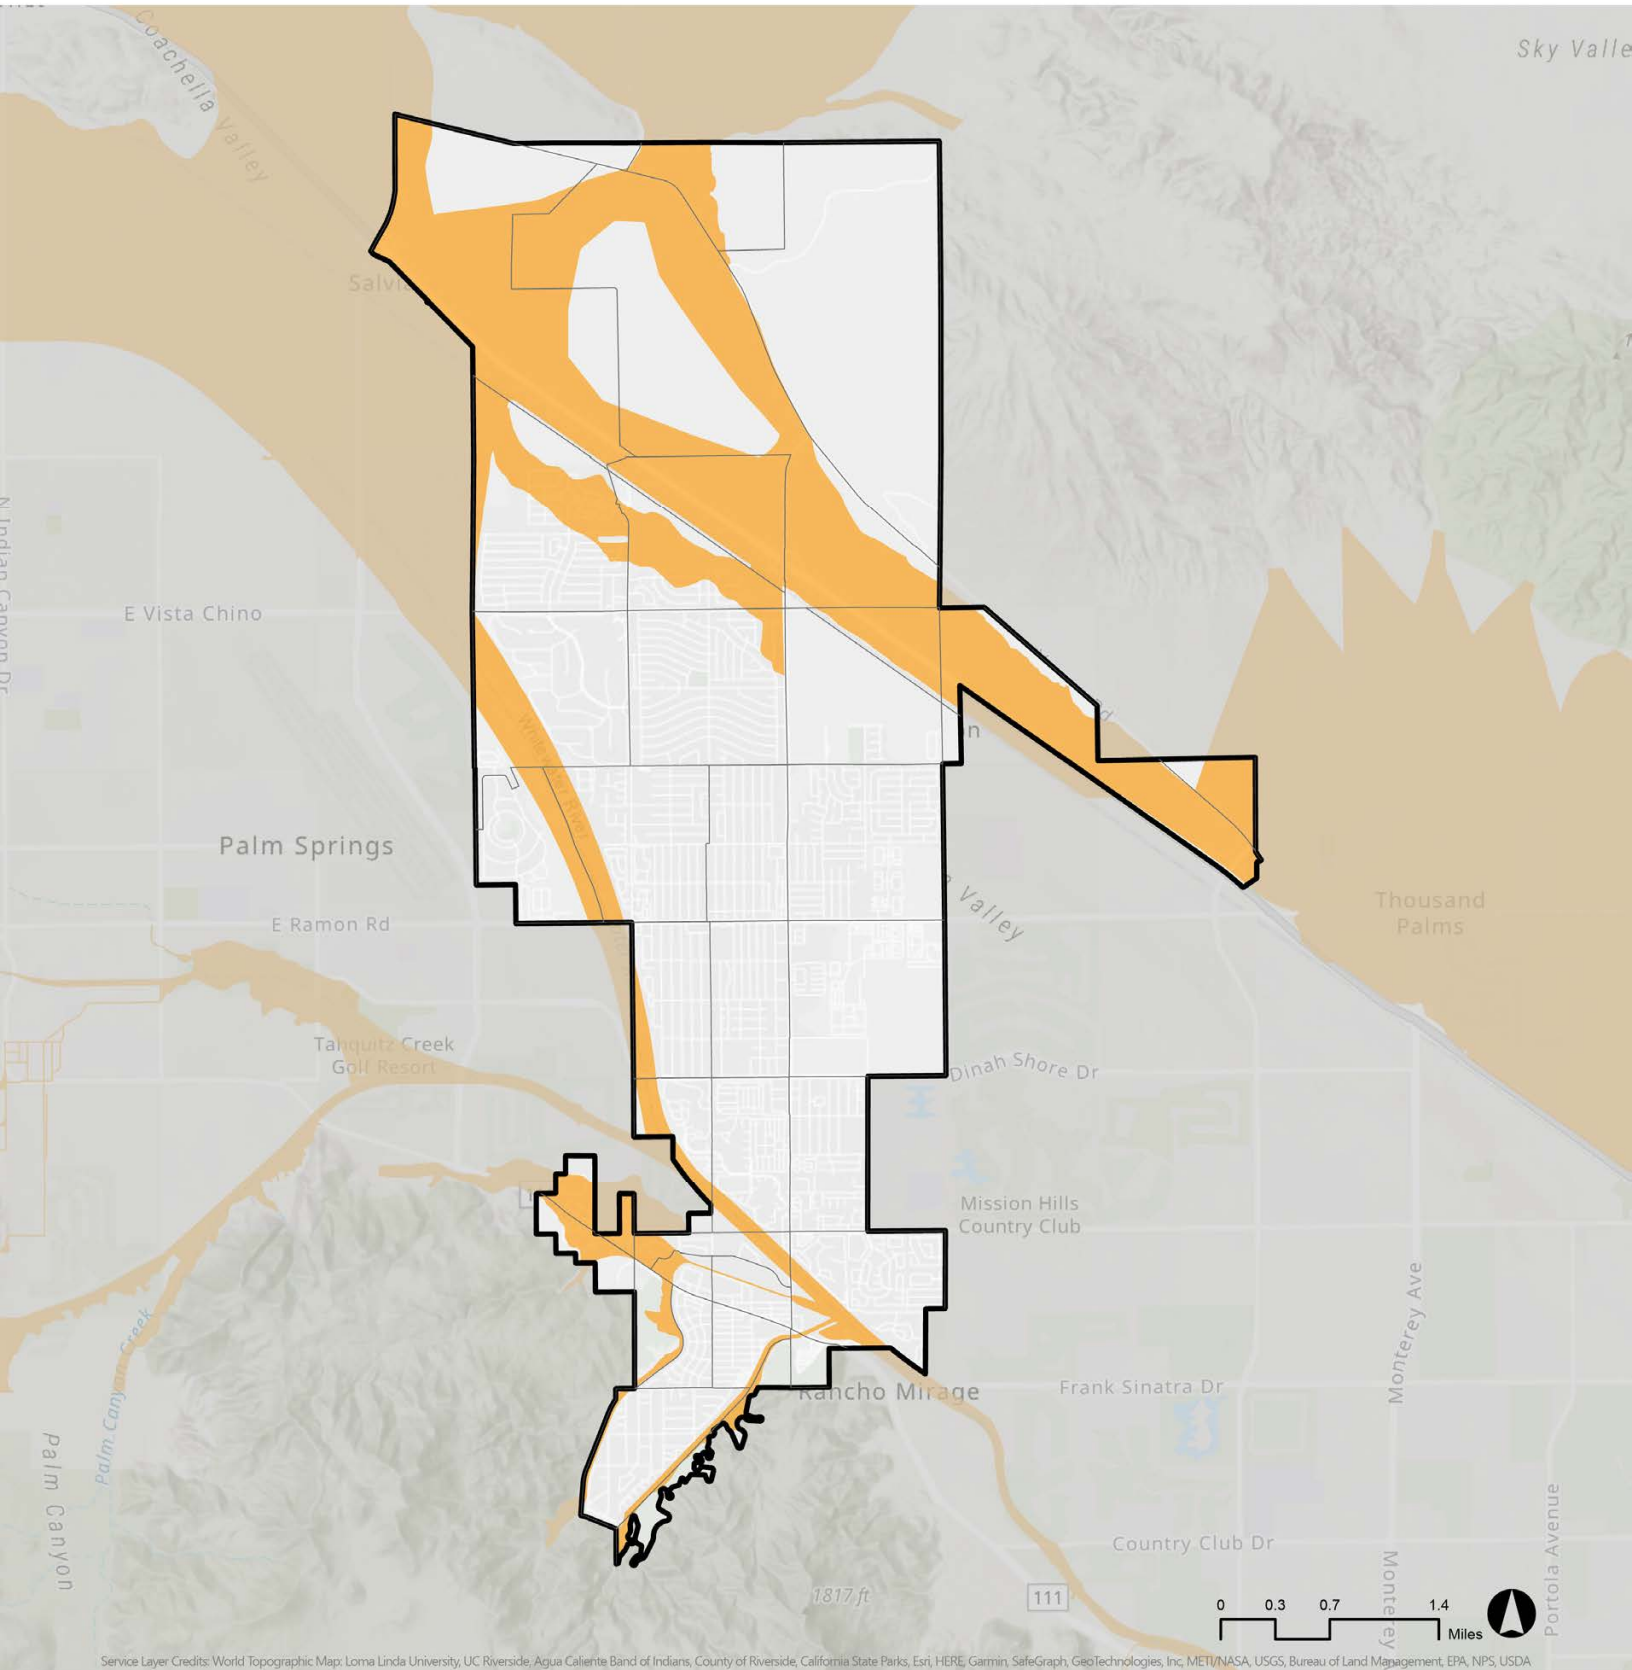 Sky Valle
Coachella Valley
Salvia
N Indian Canyon Dr
E Vista Chino
Whitewater River
Palm Springs
Valley
E Ramon Rd
Thousand
Palms
Tahquitz Creek
Golf Resort
Dinah Shore Dr
Mission Hills
Country Club
Monterey Ave
Palm Canyon Creek
Rancho Mirage
Frank Sinatra Dr
Palm Canyon
Country Club Dr
Portola Avenue
Monterey
1817 ft
111
0 0.3 0.7 1.4
Miles
Service Layer Credits: World Topographic Map: Loma Linda University, UC Riverside, Agua Caliente Band of Indians, County of Riverside, California State Parks, Esri, HERE, Garmin, SafeGraph, GeoTechnologies, Inc, METI/NASA, USGS, Bureau of Land Management, EPA, NPS, USDA